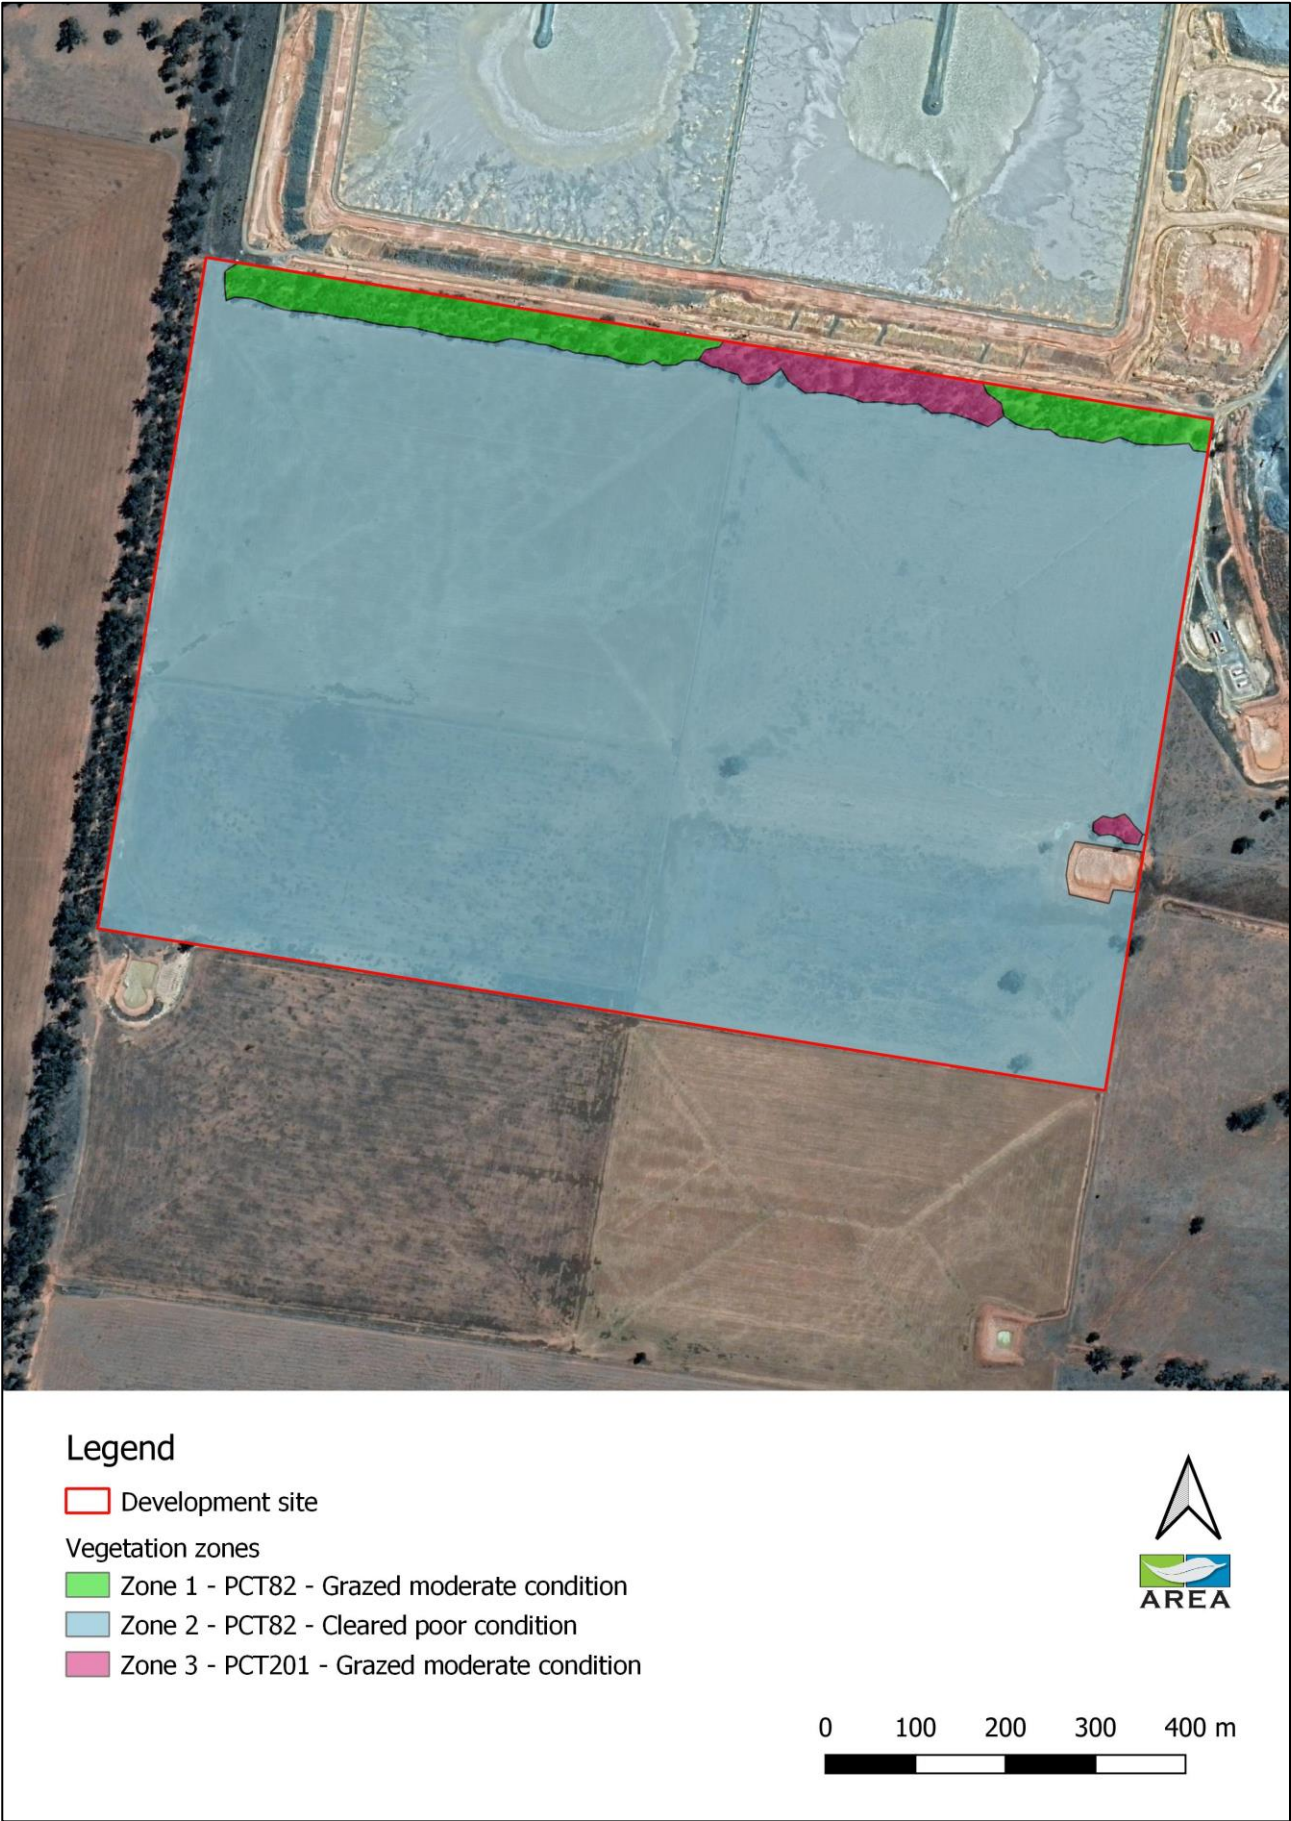 Legend
Development site
Vegetation zones
Zone 1 - PCT82 - Grazed moderate condition
Zone 2 - PCT82 - Cleared poor condition
Zone 3 - PCT201 - Grazed moderate condition
AREA
0 100 200 300 400 m